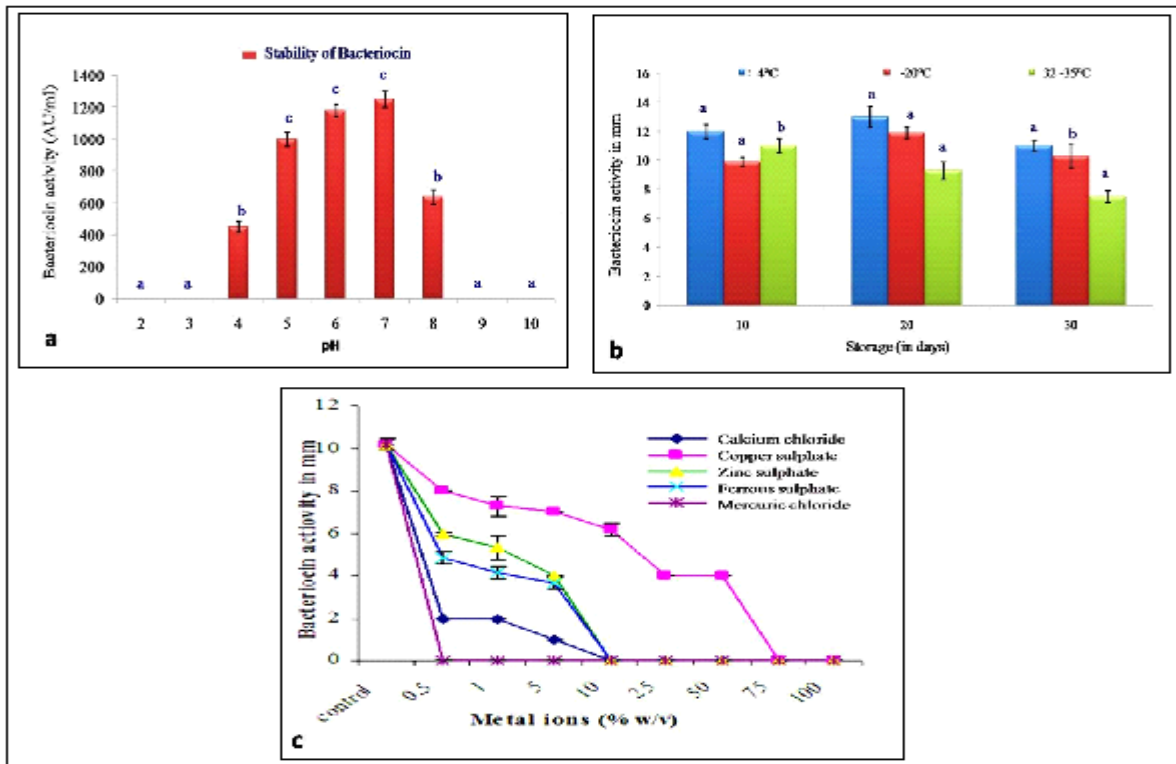 Stability of Bacteriocin
Bacteriocin activity (AU/ml)
1400
1200
1000
800
600
400
200
0
a a b c c c b a a
2 3 4 5 6 7 8 9 10
pH
a
4°C -20°C 32 -35°C
Bacteriocin activity in mm
16
14
12
10
8
6
4
2
0
a a b a a a a b a
10 20 30
Storage (in days)
b
Bacteriocin actiovity in mm
12
10
8
6
4
2
0
Calcium chloride
Copper sulphate
Zinc sulphate
Ferrous sulphate
Mercuric chloride
control 0.5 1 5 10 25 50 75 100
Metal ions (% w/v)
c